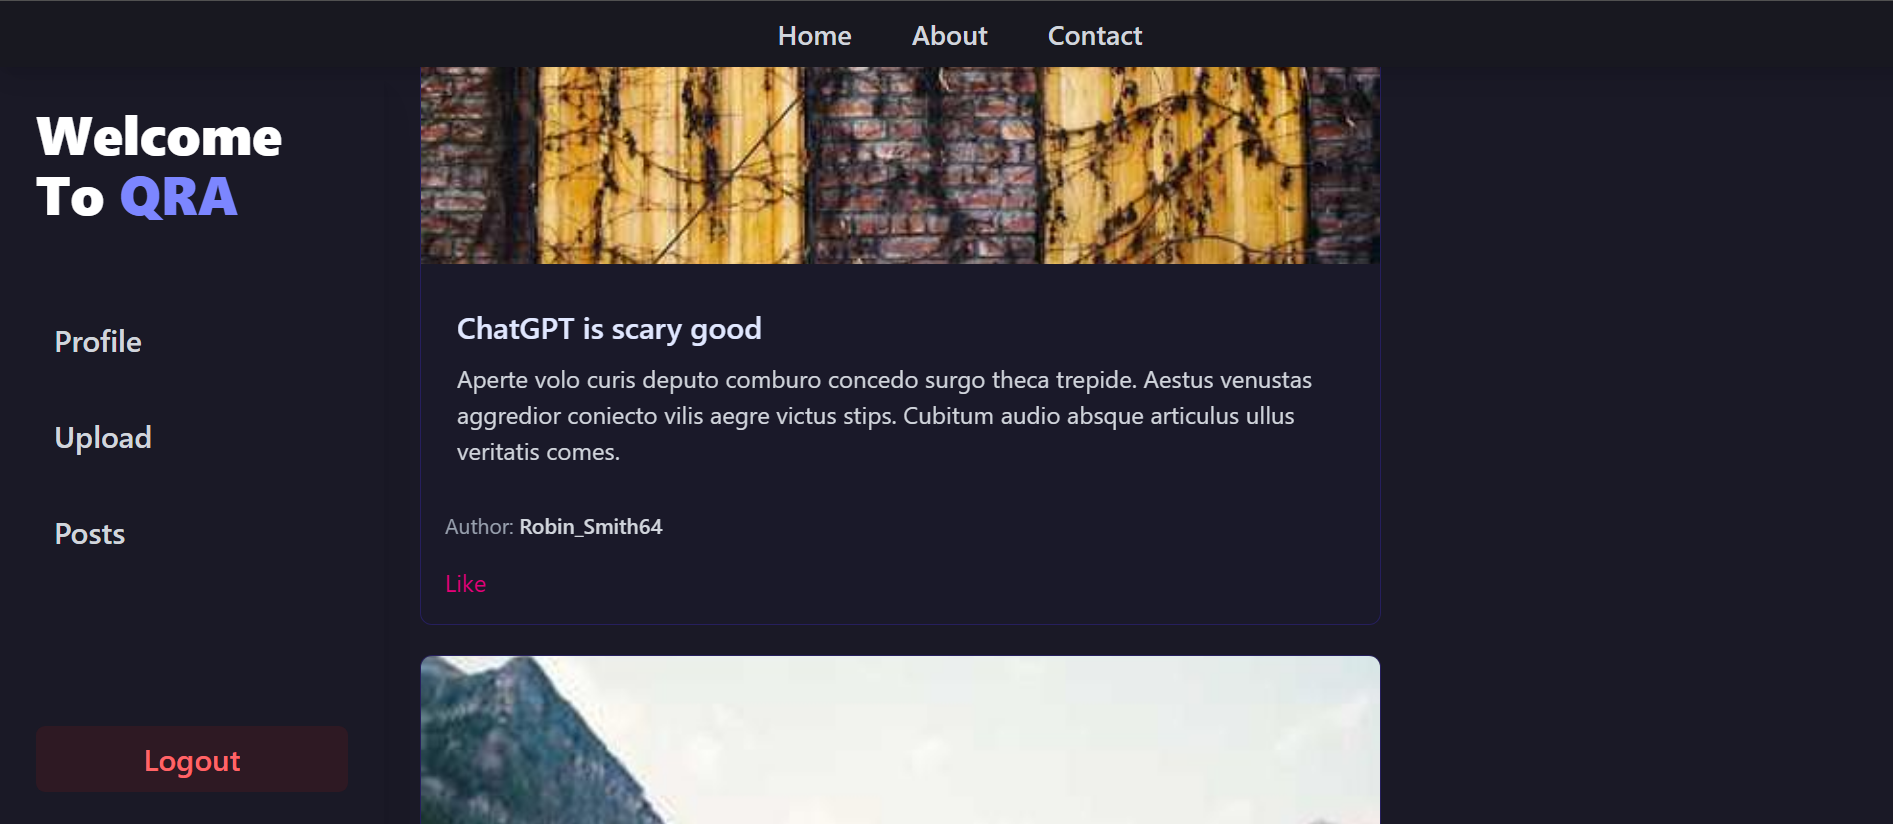 Home About Contact
Welcome
To QRA
Profile
Upload
Posts
Logout
ChatGPT is scary good
Aperte volo curis deputo comburo concedo surgo theca trepide. Aestus venustas
aggredior coniecto vilis aegre victus stips. Cubitum audio absque articulus ullus
veritatis comes.
Author: Robin_Smith64
Like